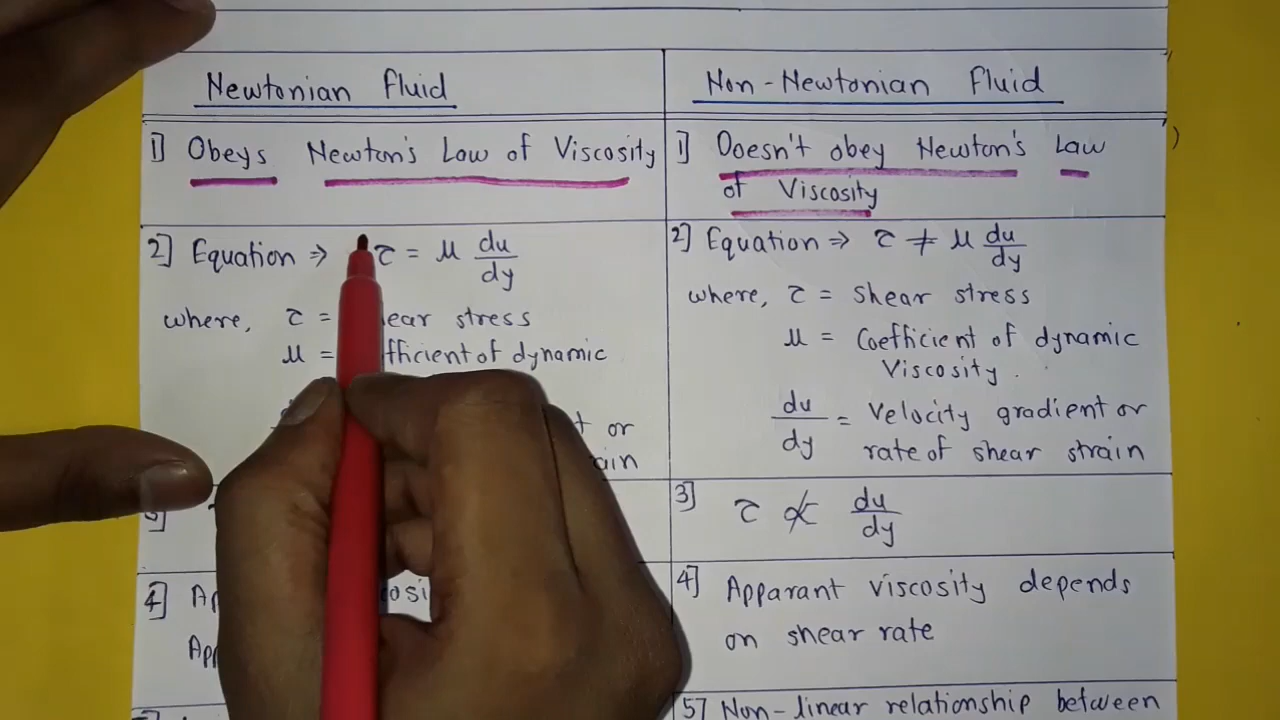 Newtonian Fluid
1] Obeys Newton's Law of Viscosity
2] Equation ⇒ τ = μ du/dy
where, τ = ear stress
μ = fficient of dynamic
or
4]
Non-Newtonian Fluid
1] Doesn't obey Newton's Law
of Viscosity
2] Equation ⇒ τ ≠ μ du/dy
where, τ = shear stress
μ = Coefficient of dynamic
Viscosity.
du/dy = Velocity gradient or
rate of shear strain
3] τ ∝̸ du/dy
4] Apparant viscosity depends
on shear rate
5] Non-linear relationship between